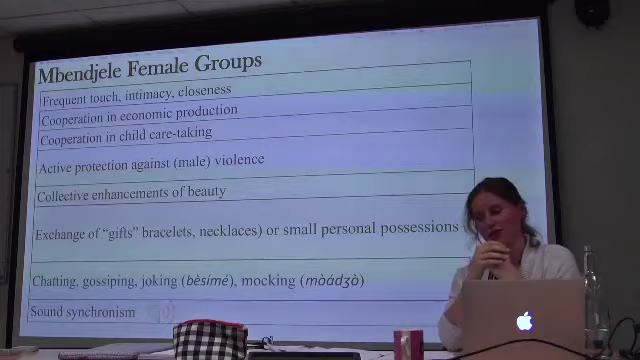 Mbendjele Female Groups
Frequent touch, intimacy, closeness
Cooperation in economic production
Cooperation in child care-taking
Active protection against (male) violence
Collective enhancements of beauty
Exchange of “gifts” bracelets, necklaces) or small personal possessions
Chatting, gossiping, joking (bèsímé), mocking (mòádʒò)
Sound synchronism